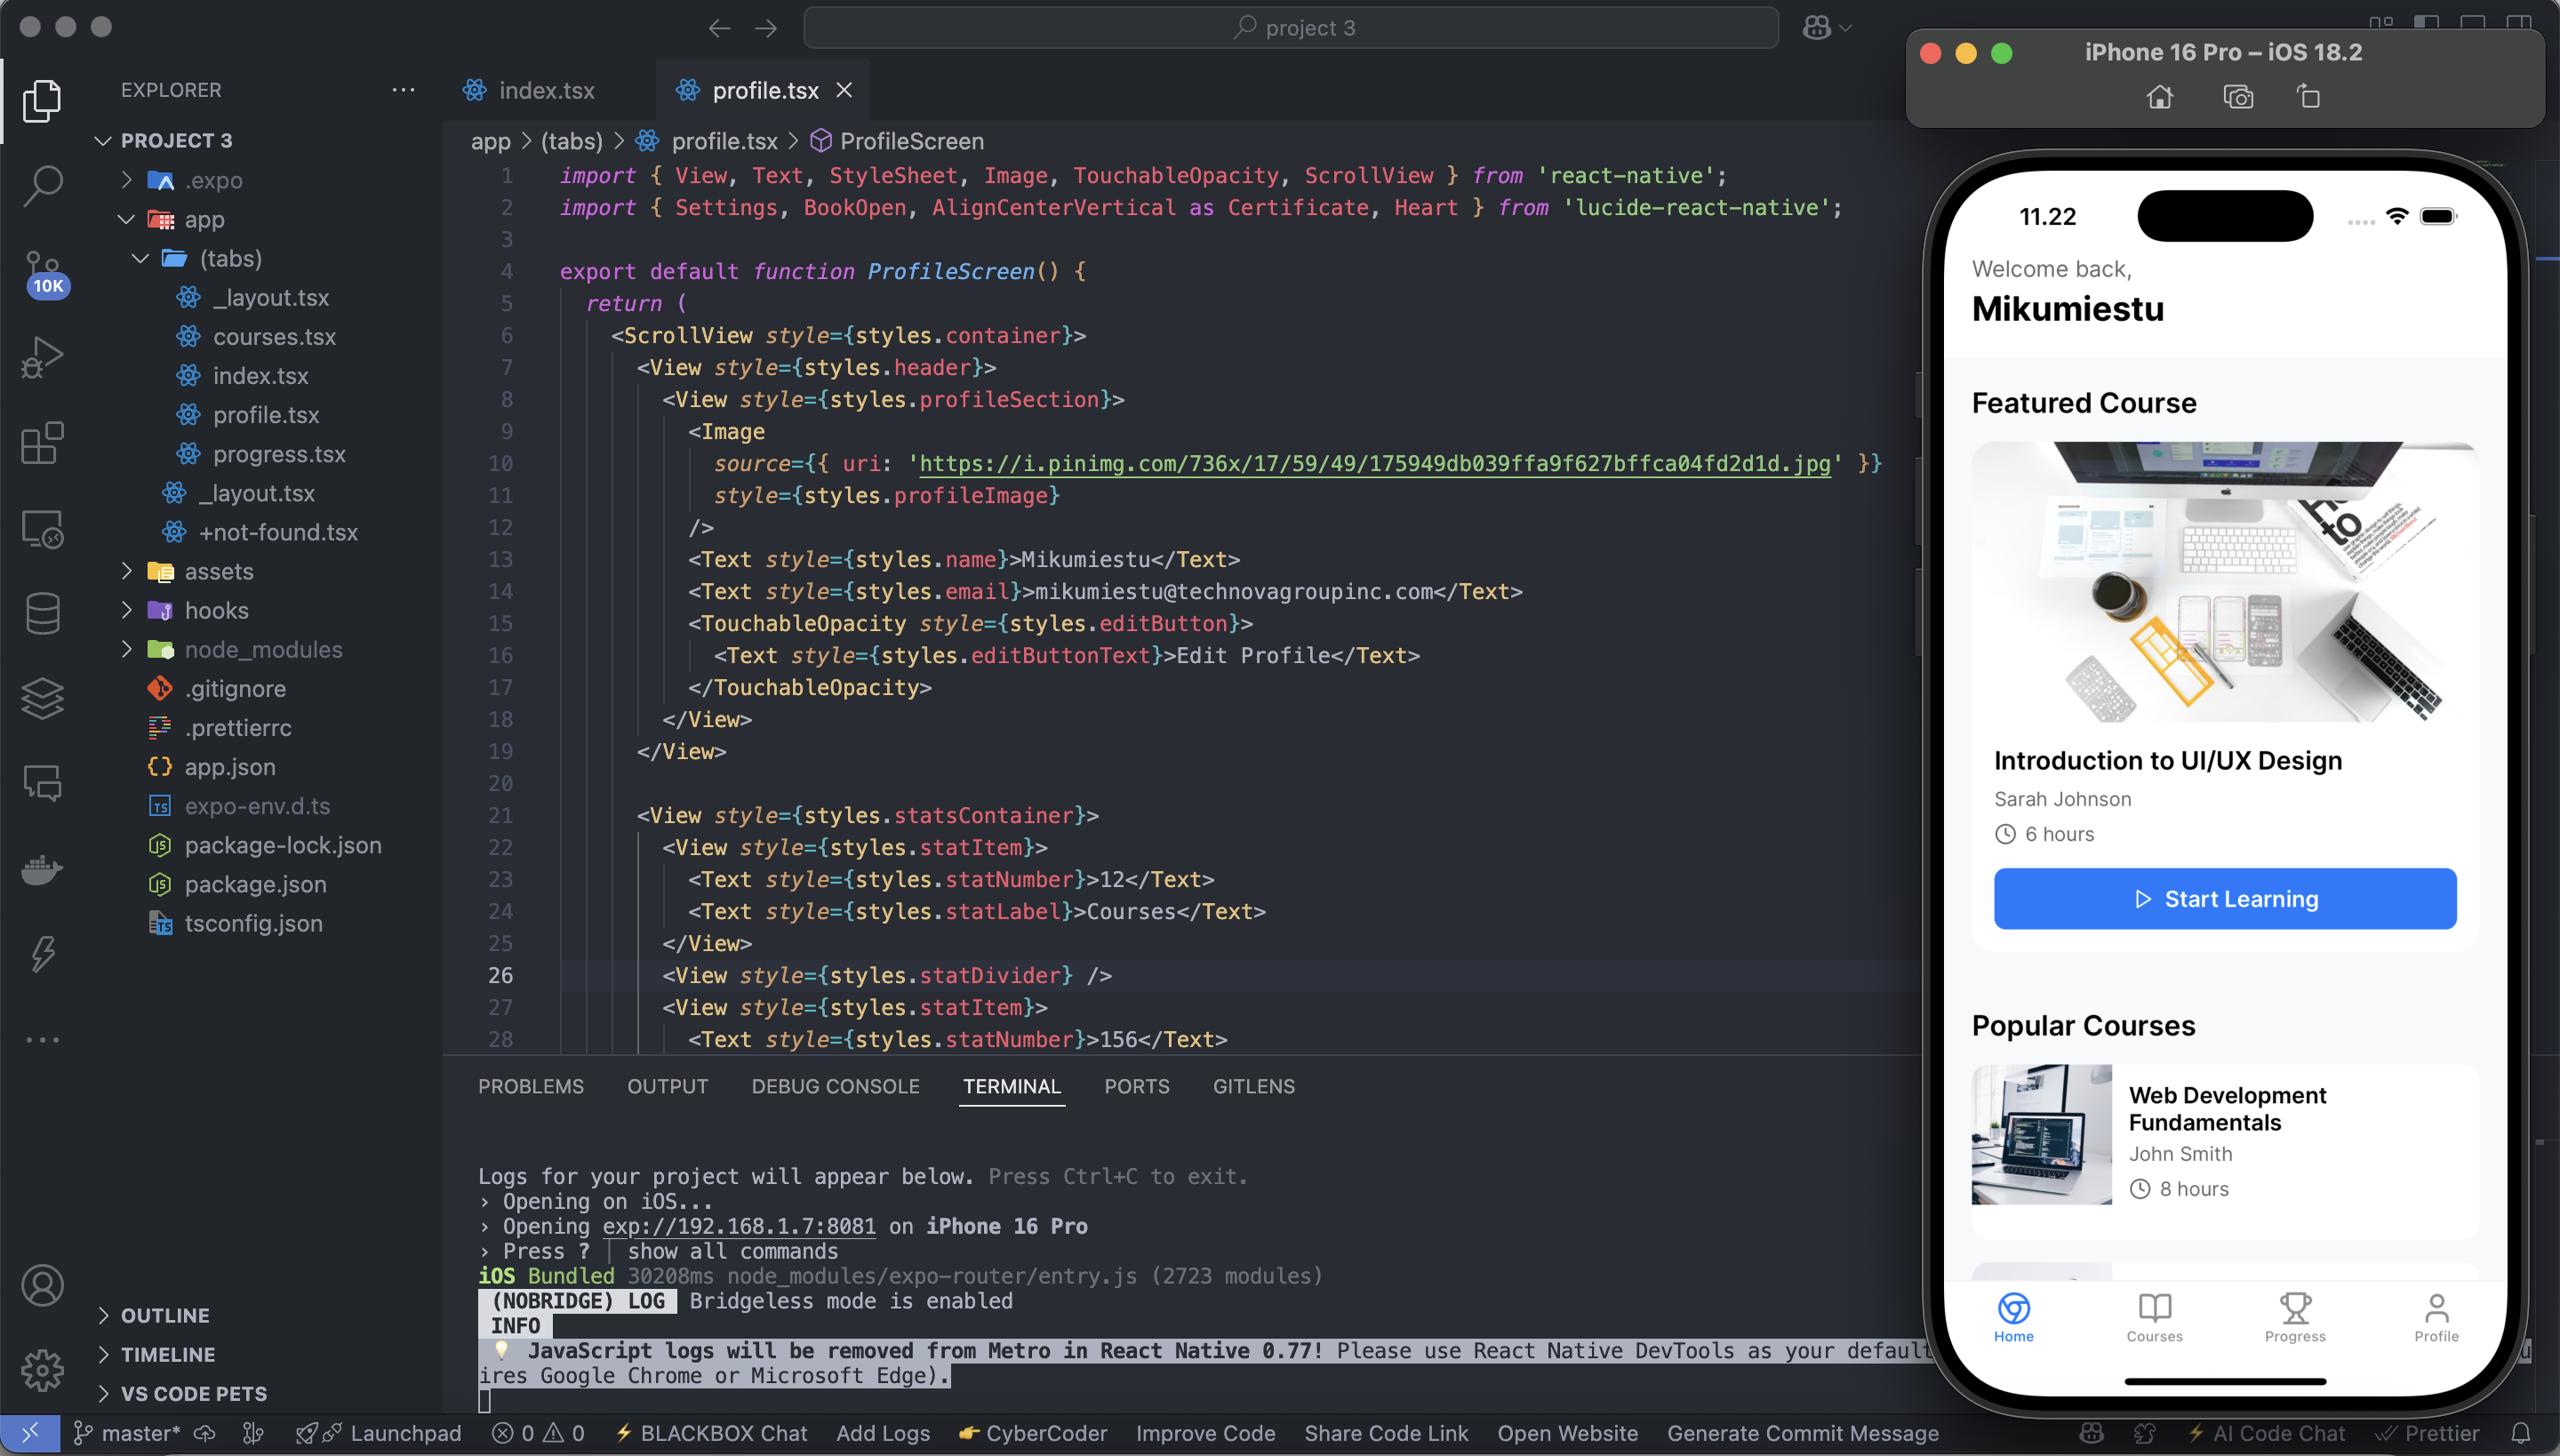 project 3
EXPLORER
PROJECT 3
.expo
app
(tabs)
_layout.tsx
courses.tsx
index.tsx
profile.tsx
progress.tsx
_layout.tsx
+not-found.tsx
assets
hooks
node_modules
.gitignore
.prettierrc
app.json
expo-env.d.ts
package-lock.json
package.json
tsconfig.json
OUTLINE
TIMELINE
VS CODE PETS
10K
index.tsx
profile.tsx
app > (tabs) > profile.tsx > ProfileScreen
1 import { View, Text, StyleSheet, Image, TouchableOpacity, ScrollView } from 'react-native';
2 import { Settings, BookOpen, AlignCenterVertical as Certificate, Heart } from 'lucide-react-native';
3
4 export default function ProfileScreen() {
5 return (
6 <ScrollView style={styles.container}>
7 <View style={styles.header}>
8 <View style={styles.profileSection}>
9 <Image
10 source={{ uri: 'https://i.pinimg.com/736x/17/59/49/175949db039ffa9f627bffca04fd2d1d.jpg' }}
11 style={styles.profileImage}
12 />
13 <Text style={styles.name}>Mikumiestu</Text>
14 <Text style={styles.email}>mikumiestu@technovagroupinc.com</Text>
15 <TouchableOpacity style={styles.editButton}>
16 <Text style={styles.editButtonText}>Edit Profile</Text>
17 </TouchableOpacity>
18 </View>
19 </View>
20
21 <View style={styles.statsContainer}>
22 <View style={styles.statItem}>
23 <Text style={styles.statNumber}>12</Text>
24 <Text style={styles.statLabel}>Courses</Text>
25 </View>
26 <View style={styles.statDivider} />
27 <View style={styles.statItem}>
28 <Text style={styles.statNumber}>156</Text>
PROBLEMS OUTPUT DEBUG CONSOLE TERMINAL PORTS GITLENS
Logs for your project will appear below. Press Ctrl+C to exit.
› Opening on iOS...
› Opening exp://192.168.1.7:8081 on iPhone 16 Pro
› Press ? │ show all commands
iOS Bundled 30208ms node_modules/expo-router/entry.js (2723 modules)
(NOBRIDGE) LOG Bridgeless mode is enabled
INFO
💡 JavaScript logs will be removed from Metro in React Native 0.77! Please use React Native DevTools as your default
ires Google Chrome or Microsoft Edge).
master* Launchpad 0 0 BLACKBOX Chat Add Logs CyberCoder Improve Code Share Code Link Open Website Generate Commit Message AI Code Chat Prettier
iPhone 16 Pro – iOS 18.2
11.22
Welcome back,
Mikumiestu
Featured Course
Introduction to UI/UX Design
Sarah Johnson
6 hours
Start Learning
Popular Courses
Web Development
Fundamentals
John Smith
8 hours
Home Courses Progress Profile